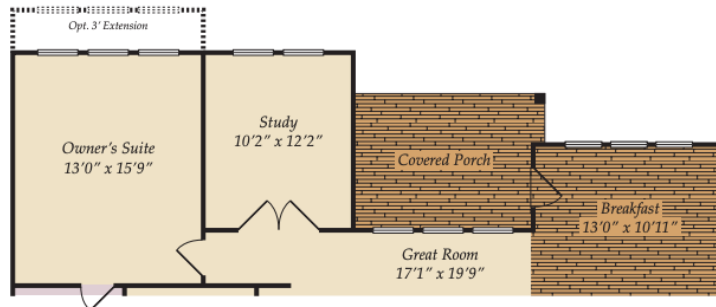 Opt. 3' Extension
Owner's Suite
13'0" x 15'9"
Study
10'2" x 12'2"
Covered Porch
Breakfast
13'0" x 10'11"
Great Room
17'1" x 19'9"